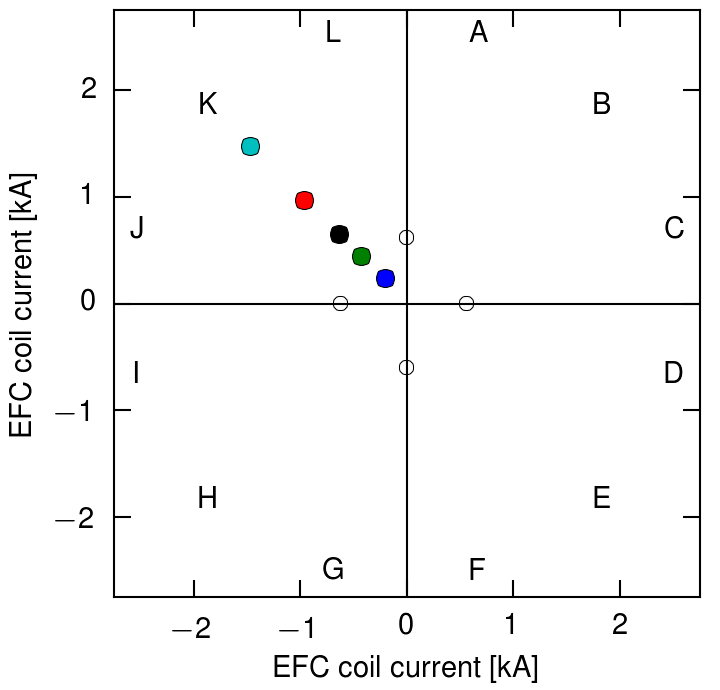 L A
2
K B
1
J C
0
I D
−1
H E
−2
G F
−2 −1 0 1 2
EFC coil current [kA]
EFC coil current [kA]